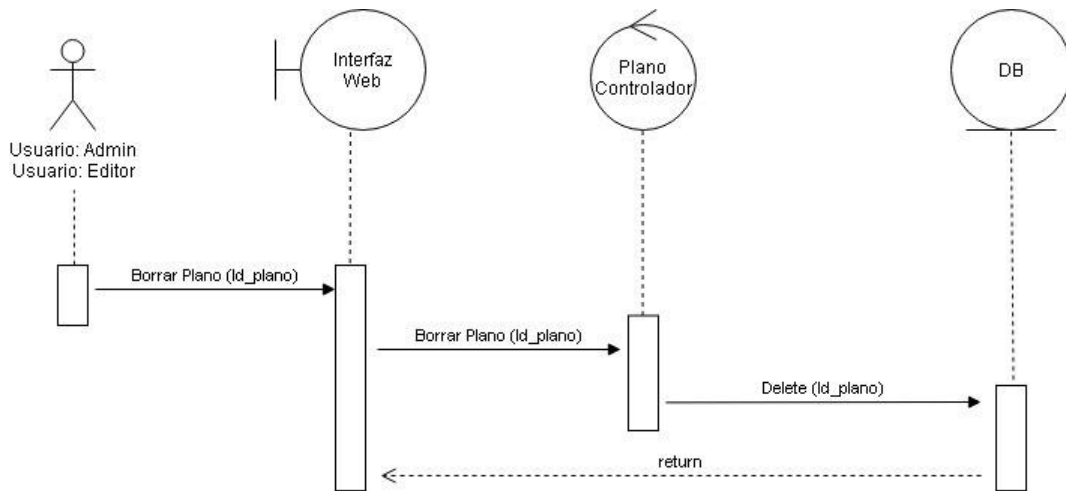 Interfaz
Web
Plano
Controlador
DB
Usuario: Admin
Usuario: Editor
Borrar Plano (Id_plano)
Borrar Plano (Id_plano)
Delete (Id_plano)
return